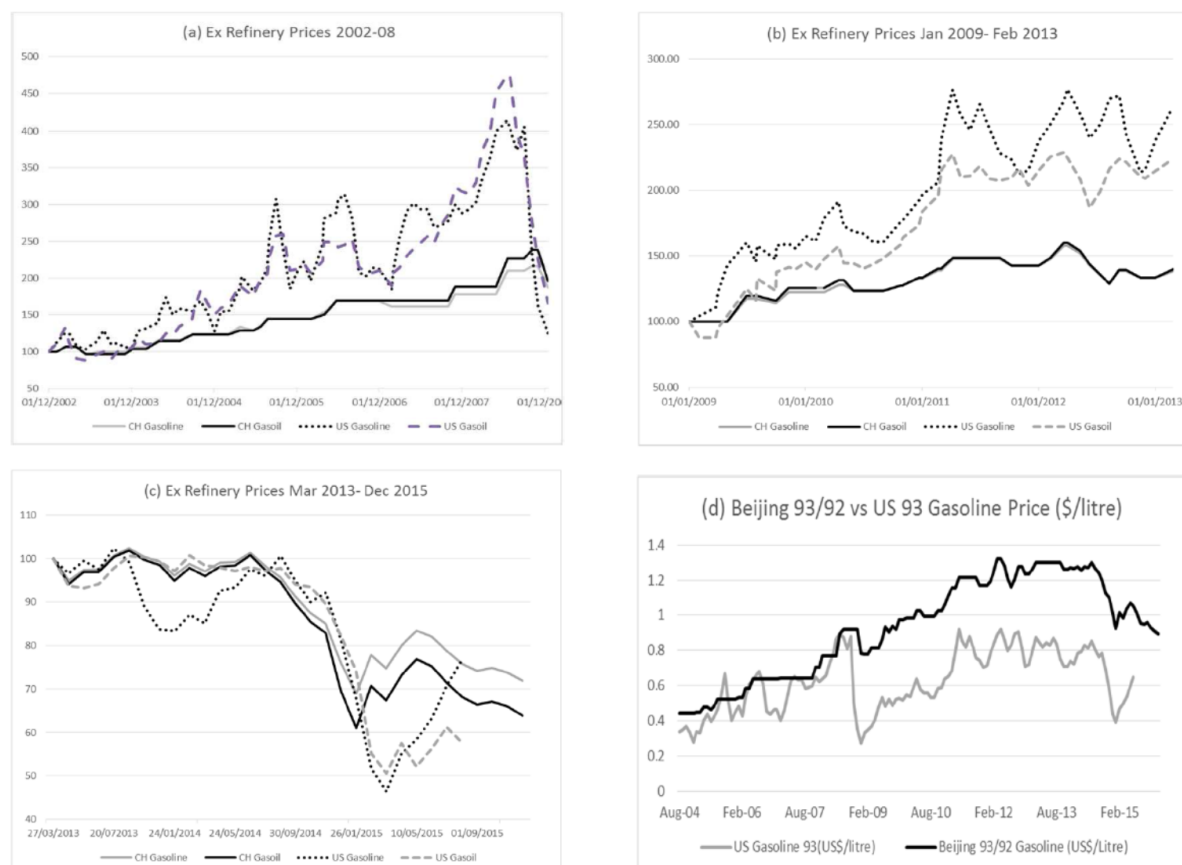 (a) Ex Refinery Prices 2002-08
500
450
400
350
300
250
200
150
100
50
01/12/2002 01/12/2003 01/12/2004 01/12/2005 01/12/2006 01/12/2007 01/12/200
CH Gasoline CH Gasoil US Gasoline US Gasoil
(b) Ex Refinery Prices Jan 2009- Feb 2013
300.00
250.00
200.00
150.00
100.00
50.00
01/01/2009 01/01/2010 01/01/2011 01/01/2012 01/01/2013
CH Gasoline CH Gasoil US Gasoline US Gasoil
(c) Ex Refinery Prices Mar 2013- Dec 2015
110
100
90
80
70
60
50
40
27/03/2013 20/072013 24/01/2014 24/05/2014 30/09/2014 26/01/2015 10/05/2015 01/09/2015
CH Gasoline CH Gasoil US Gasoline US Gasoil
(d) Beijing 93/92 vs US 93 Gasoline Price ($/litre)
1.4
1.2
1
0.8
0.6
0.4
0.2
0
Aug-04 Feb-06 Aug-07 Feb-09 Aug-10 Feb-12 Aug-13 Feb-15
US Gasoline 93(US$/litre) Beijing 93/92 Gasoline (US$/Litre)